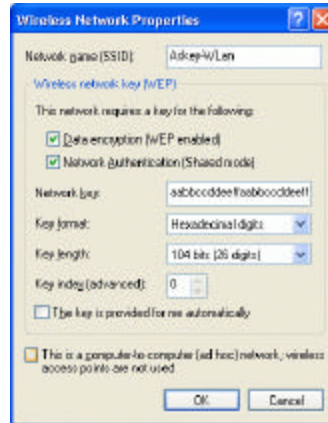 Wireless Network Properties
Network name (SSID): Askey-WLan
Wireless network key (WEP)
This network requires a key for the following:
Data encryption (WEP enabled)
Network Authentication (Shared mode)
Network key: aabbccddeeffaabbccddeeff
Key format: Hexadecimal digits
Key length: 104 bits (26 digits)
Key index (advanced): 0
The key is provided for me automatically
This is a computer-to-computer (ad hoc) network; wireless
access points are not used
OK Cancel